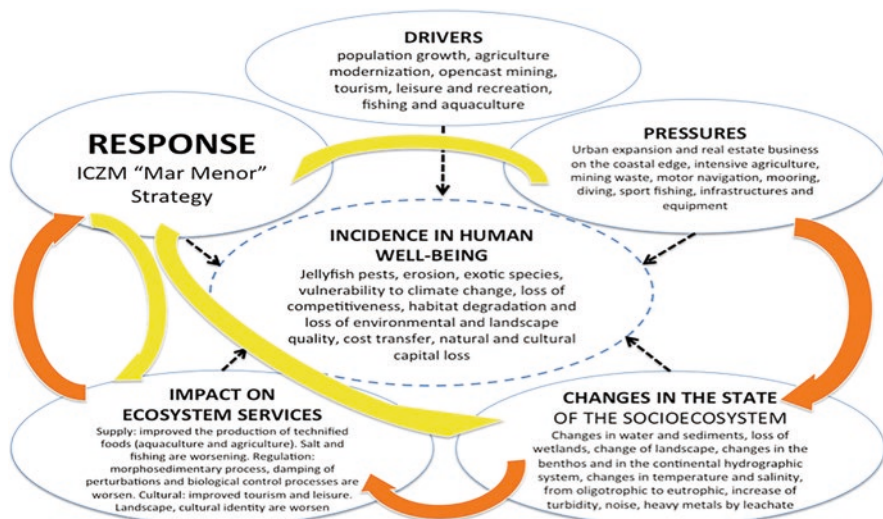 DRIVERS
population growth, agriculture
modernization, opencast mining,
tourism, leisure and recreation,
fishing and aquaculture
RESPONSE
ICZM “Mar Menor”
Strategy
PRESSURES
Urban expansion and real estate business
on the coastal edge, intensive agriculture,
mining waste, motor navigation, mooring,
diving, sport fishing, infrastructures and
equipment
INCIDENCE IN HUMAN
WELL-BEING
Jellyfish pests, erosion, exotic species,
vulnerability to climate change, loss of
competitiveness, habitat degradation and
loss of environmental and landscape
quality, cost transfer, natural and cultural
capital loss
IMPACT ON
ECOSYSTEM SERVICES
Supply: improved the production of technified
foods (aquaculture and agriculture). Salt and
fishing are worsening. Regulation:
morphosedimentary process, damping of
perturbations and biological control processes are
worsen. Cultural: improved tourism and leisure.
Landscape, cultural identity are worsen
CHANGES IN THE STATE
OF THE SOCIOECOSYSTEM
Changes in water and sediments, loss of
wetlands, change of landscape, changes in the
benthos and in the continental hydrographic
system, changes in temperature and salinity,
from oligotrophic to eutrophic, increase of
turbidity, noise, heavy metals by leachate